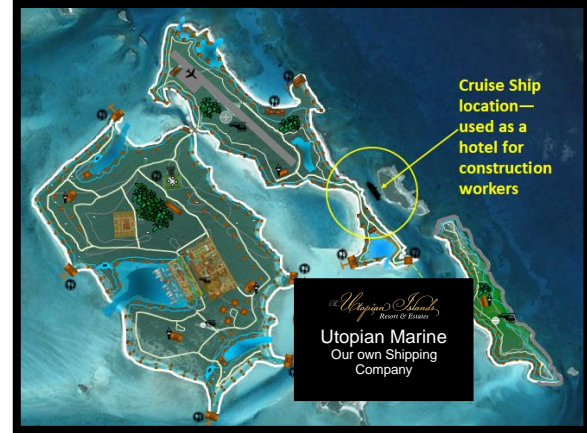 Cruise Ship
location—
used as a
hotel for
construction
workers
The Utopian Islands
Resort & Estates
Utopian Marine
Our own Shipping
Company